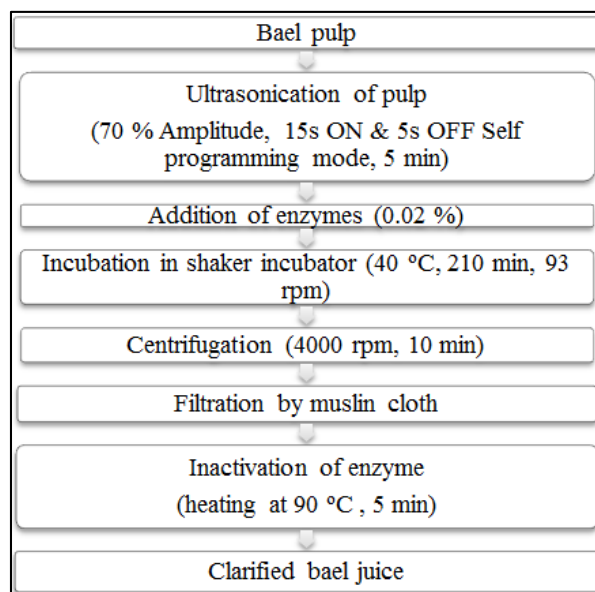 Bael pulp
Ultrasonication of pulp
(70 % Amplitude, 15s ON & 5s OFF Self
programming mode, 5 min)
Addition of enzymes (0.02 %)
Incubation in shaker incubator (40 ºC, 210 min, 93
rpm)
Centrifugation (4000 rpm, 10 min)
Filtration by muslin cloth
Inactivation of enzyme
(heating at 90 ºC , 5 min)
Clarified bael juice